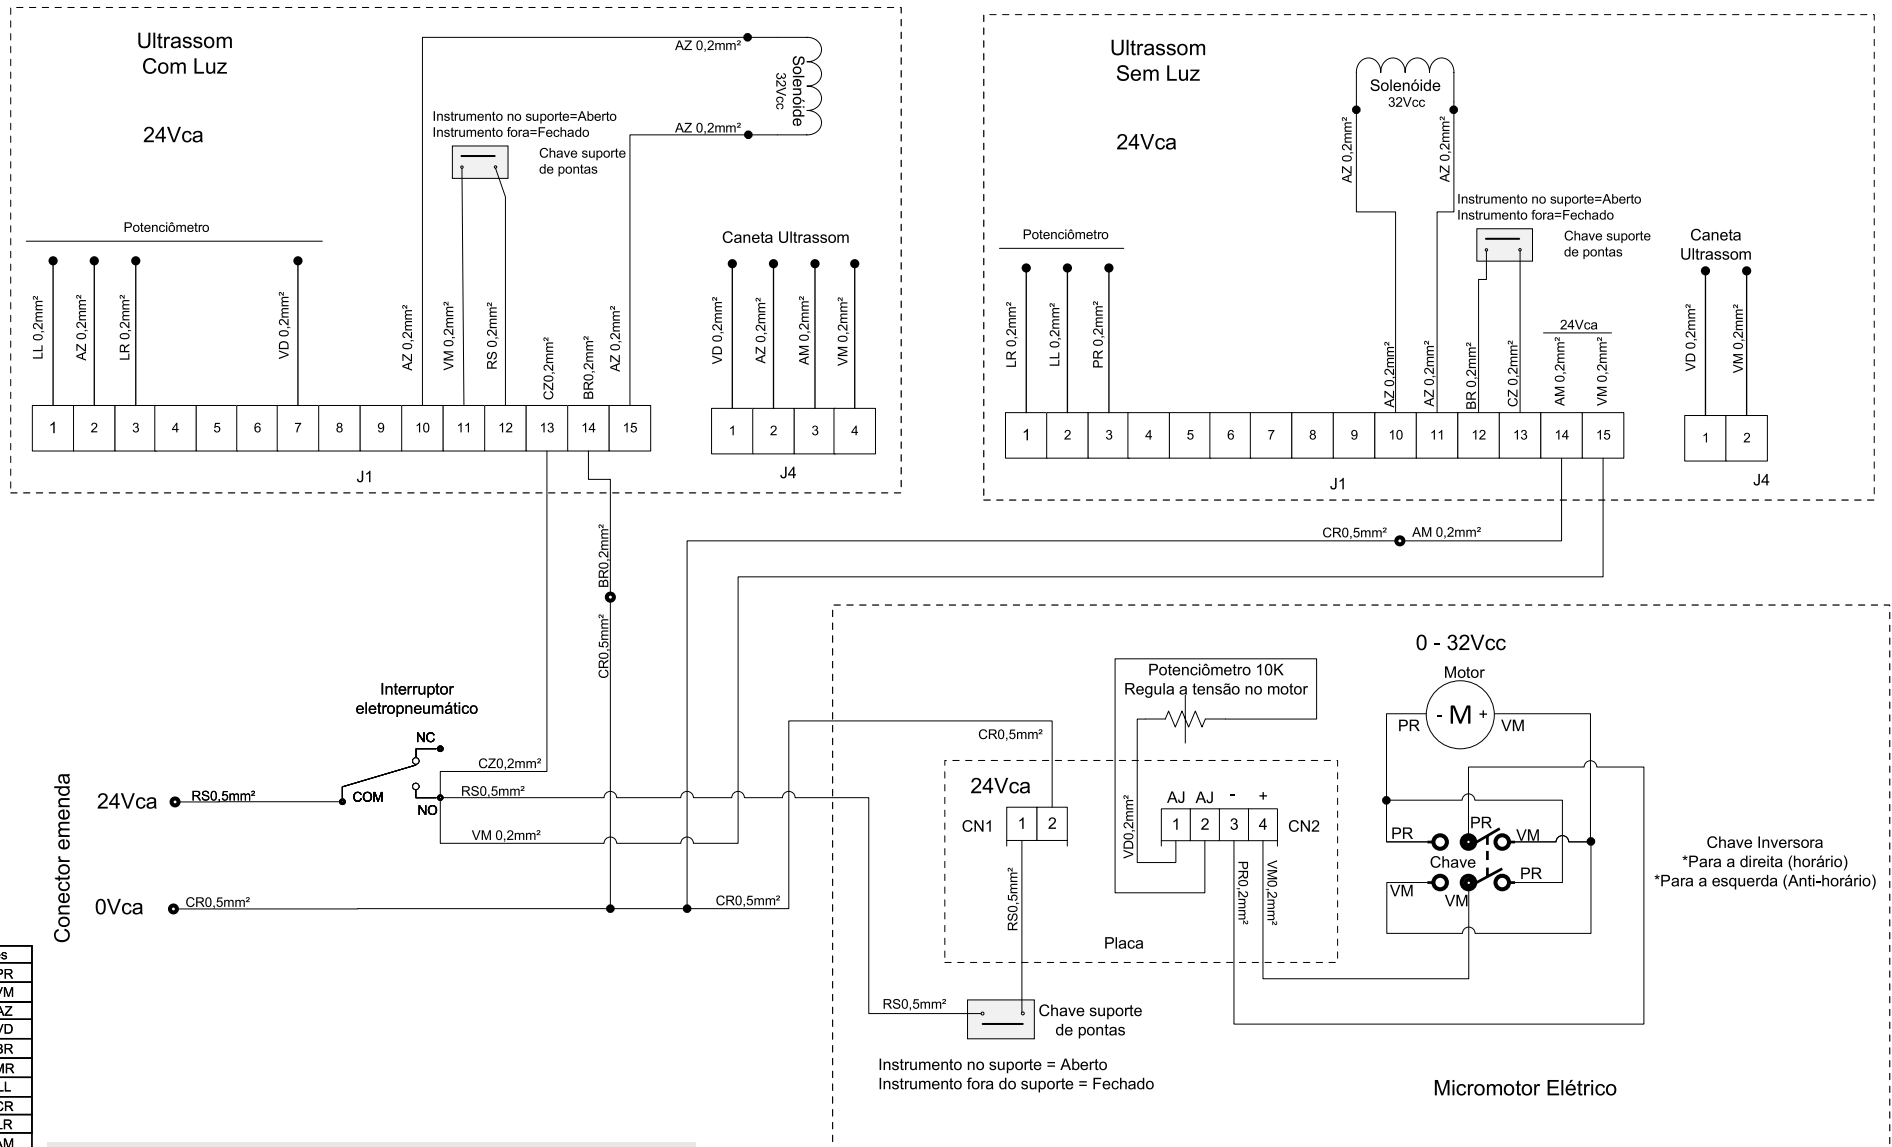 Ultrassom
Com Luz
24Vca
AZ 0,2mm²
Solenóide
32Vcc
AZ 0,2mm²
Instrumento no suporte=Aberto
Instrumento fora=Fechado
Chave suporte
de pontas
Potenciômetro
LL 0,2mm²
AZ 0,2mm²
LR 0,2mm²
VD 0,2mm²
AZ 0,2mm²
VM 0,2mm²
RS 0,2mm²
CZ0,2mm²
BR0,2mm²
AZ 0,2mm²
1 2 3 4 5 6 7 8 9 10 11 12 13 14 15
J1
Caneta Ultrassom
VD 0,2mm²
AZ 0,2mm²
AM 0,2mm²
VM 0,2mm²
1 2 3 4
J4
Ultrassom
Sem Luz
24Vca
Solenóide
32Vcc
AZ 0,2mm²
AZ 0,2mm²
Instrumento no suporte=Aberto
Instrumento fora=Fechado
Chave suporte
de pontas
Potenciômetro
LR 0,2mm²
LL 0,2mm²
PR 0,2mm²
AZ 0,2mm²
AZ 0,2mm²
BR 0,2mm²
CZ 0,2mm²
24Vca
AM 0,2mm²
VM 0,2mm²
1 2 3 4 5 6 7 8 9 10 11 12 13 14 15
J1
Caneta
Ultrassom
VD 0,2mm²
VM 0,2mm²
1 2
J4
CR0,5mm²
AM 0,2mm²
BR0,2mm²
CR0,5mm²
Interruptor
eletropneumático
NC
COM
NO
CZ0,2mm²
RS0,5mm²
VM 0,2mm²
Conector emenda
24Vca
RS0,5mm²
0Vca
CR0,5mm²
CR0,5mm²
CR0,5mm²
24Vca
CN1
1 2
RS0,5mm²
Potenciômetro 10K
Regula a tensão no motor
VD0,2mm²
AJ AJ - +
1 2 3 4
CN2
PR0,2mm²
VM0,2mm²
Placa
RS0,5mm²
Chave suporte
de pontas
Instrumento no suporte = Aberto
Instrumento fora do suporte = Fechado
0 - 32Vcc
Motor
- M +
PR
VM
PR
PR
VM
Chave
PR
VM
VM
Chave Inversora
*Para a direita (horário)
*Para a esquerda (Anti-horário)
Micromotor Elétrico
PR
VM
AZ
VD
BR
MR
LL
CR
LR
AM